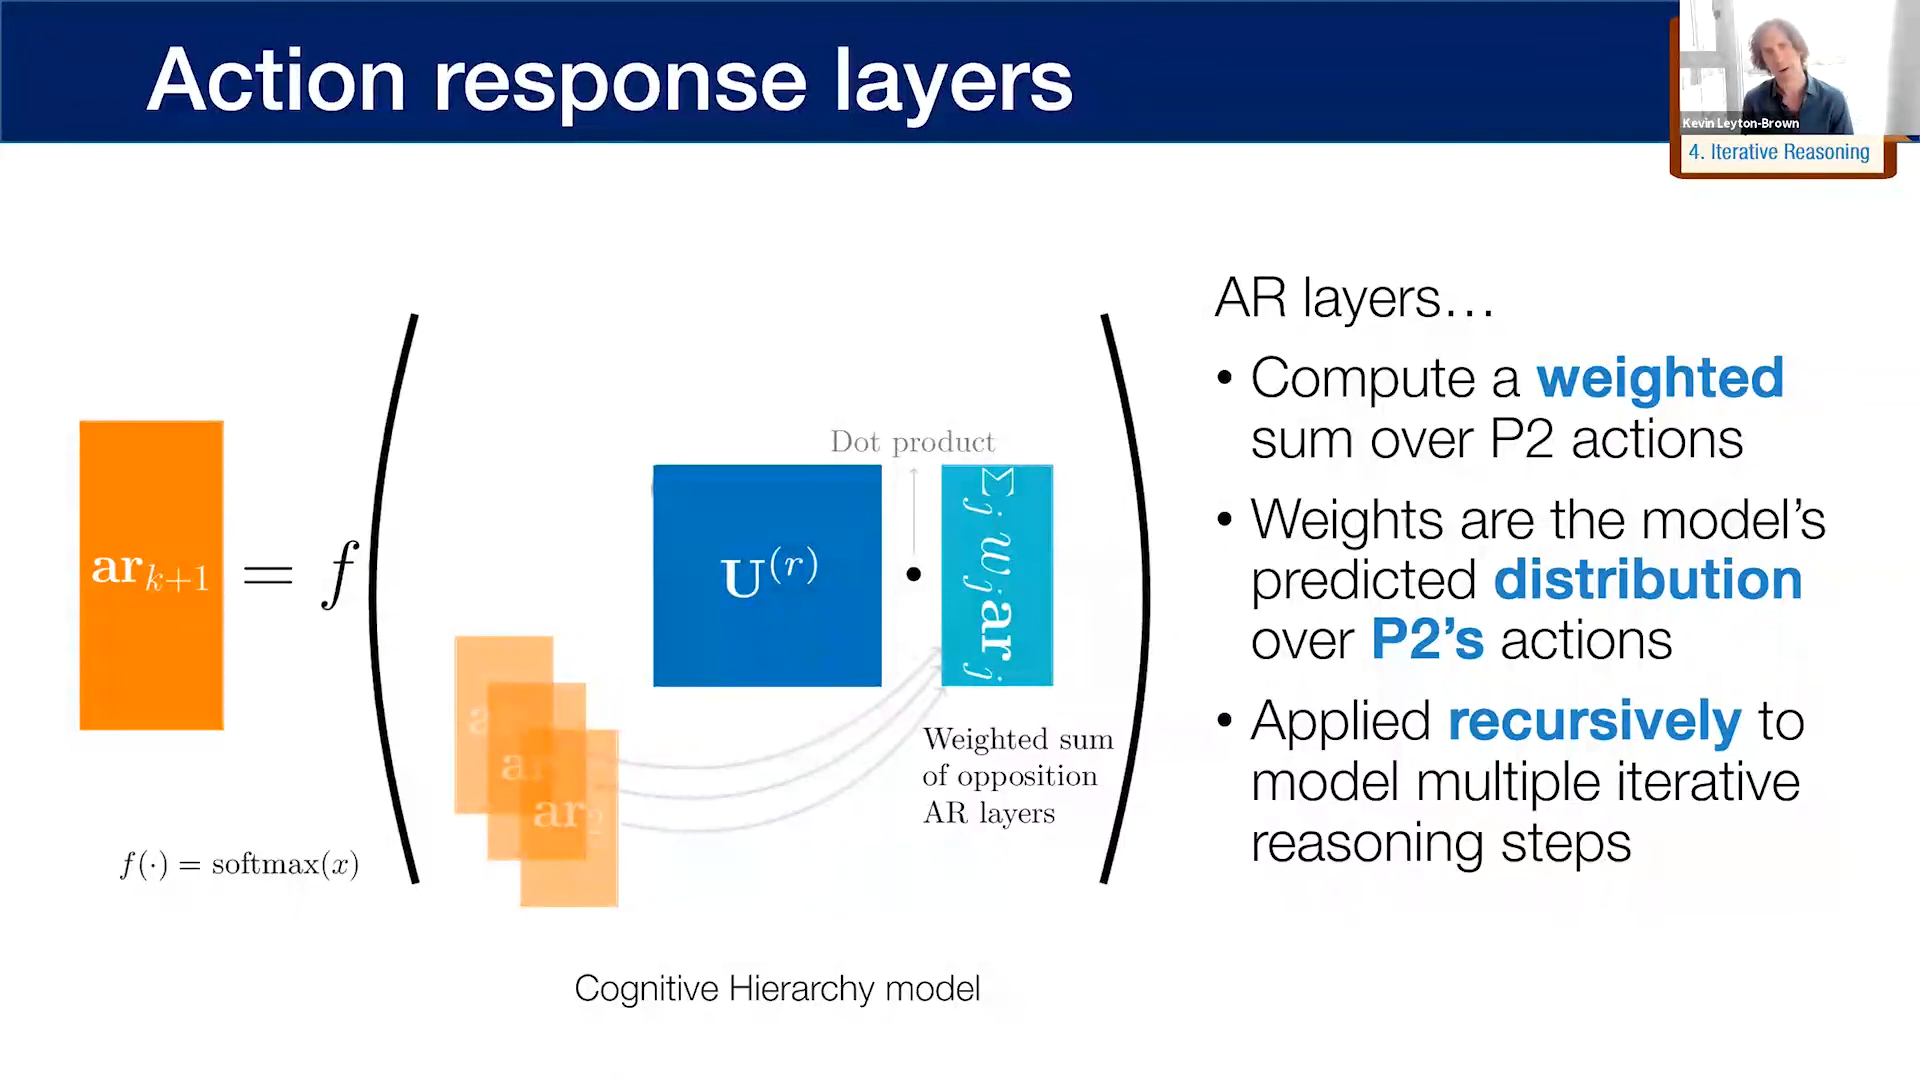 Action response layers
Kevin Leyton-Brown
4. Iterative Reasoning
AR layers…
• Compute a weighted
sum over P2 actions
• Weights are the model's
predicted distribution
over P2's actions
• Applied recursively to
model multiple iterative
reasoning steps
Dot product
ar_{k+1} = f
U^{(r)} • Σ_j w_j ar_j
a
ar
ar_2
Weighted sum
of opposition
AR layers
f(·) = softmax(x)
Cognitive Hierarchy model